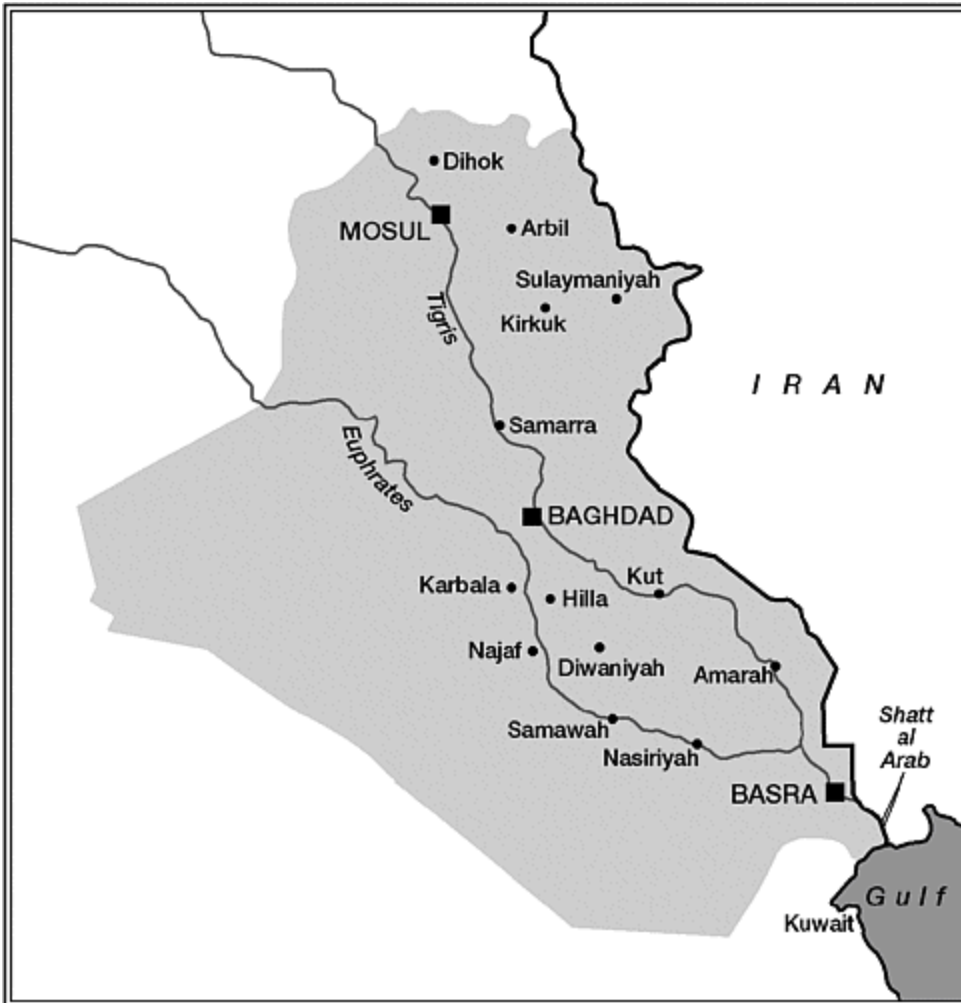 Dihok
MOSUL
Arbil
Sulaymaniyah
Kirkuk
Tigris
I R A N
Samarra
Euphrates
BAGHDAD
Karbala
Hilla
Kut
Najaf
Diwaniyah
Amarah
Samawah
Nasiriyah
Shatt
al
Arab
BASRA
Gulf
Kuwait